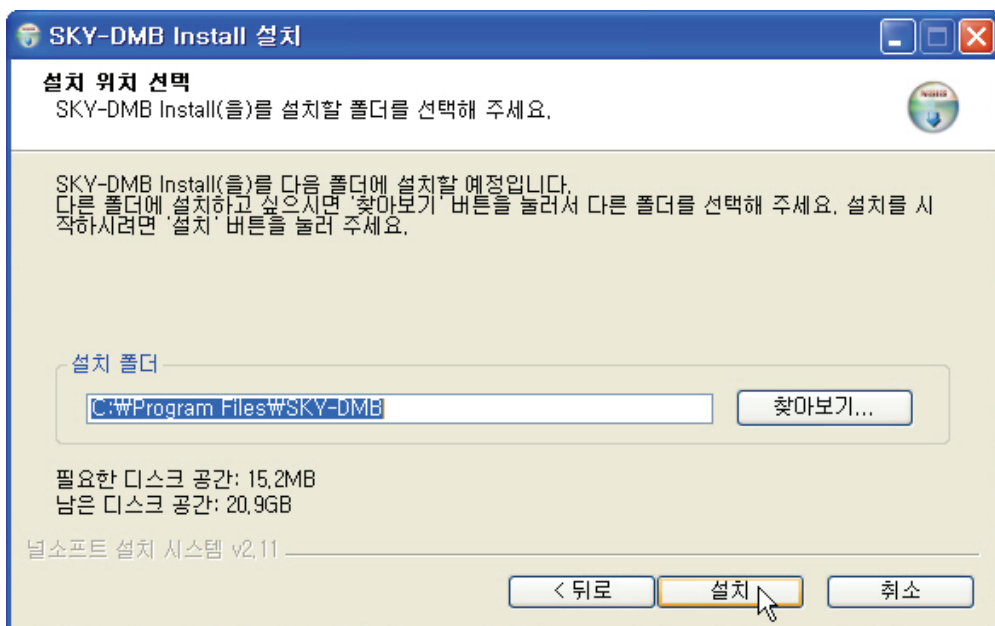 SKY-DMB Install 설치
설치 위치 선택
SKY-DMB Install(을)를 설치할 폴더를 선택해 주세요.
SKY-DMB Install(을)를 다음 폴더에 설치할 예정입니다.
다른 폴더에 설치하고 싶으시면 '찾아보기' 버튼을 눌러서 다른 폴더를 선택해 주세요. 설치를 시
작하시려면 '설치' 버튼을 눌러 주세요.
설치 폴더
C:₩Program Files₩SKY-DMB
찾아보기...
필요한 디스크 공간: 15.2MB
남은 디스크 공간: 20.9GB
널소프트 설치 시스템 v2.11
< 뒤로
설치
취소